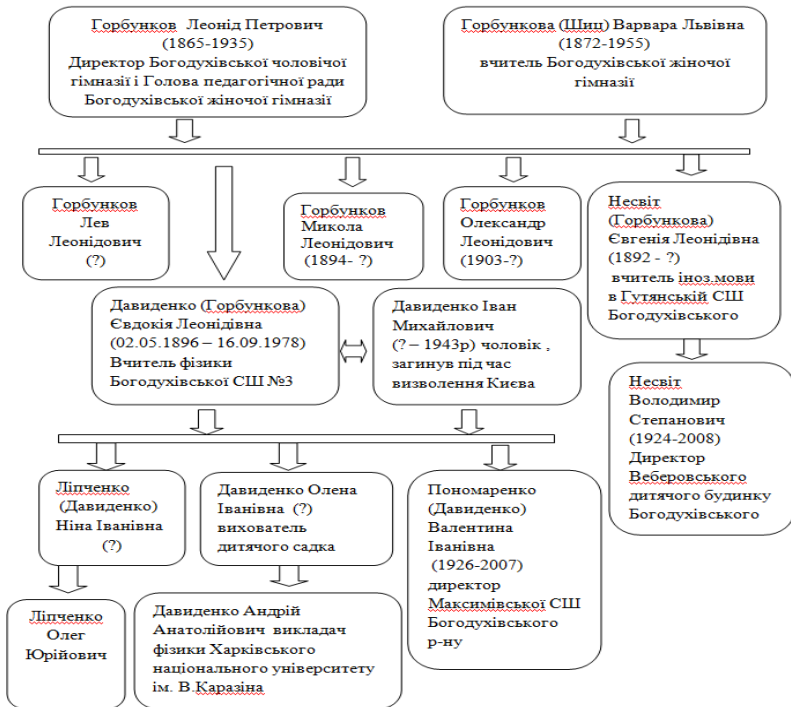 Горбунков Леонід Петрович
(1865-1935)
Директор Богодухівської чоловічої
гімназії і Голова педагогічної ради
Богодухівської жіночої гімназії
Горбункова (Шиц) Варвара Львівна
(1872-1955)
вчитель Богодухівської жіночої
гімназії
Горбунков
Лев
Леонідович
(?)
Горбунков
Микола
Леонідович
(1894- ?)
Горбунков
Олександр
Леонідович
(1903-?)
Несвіт
(Горбункова)
Євгенія Леонідівна
(1892 - ?)
вчитель іноз.мови
в Гутянській СШ
Богодухівського
Давиденко (Горбункова)
Євдокія Леонідівна
(02.05.1896 – 16.09.1978)
Вчитель фізики
Богодухівської СШ №3
Давиденко Іван
Михайлович
(? – 1943р) чоловік ,
загинув під час
визволення Києва
Несвіт
Володимир
Степанович
(1924-2008)
Директор
Веберовського
дитячого будинку
Богодухівського
Ліпченко
(Давиденко)
Ніна Іванівна
(?)
Давиденко Олена
Іванівна (?)
вихователь
дитячого садка
Пономаренко
(Давиденко)
Валентина
Іванівна
(1926-2007)
директор
Максимівської СШ
Богодухівського
р-ну
Ліпченко
Олег
Юрійович
Давиденко Андрій
Анатолійович викладач
фізики Харківського
національного університету
ім. В.Каразіна